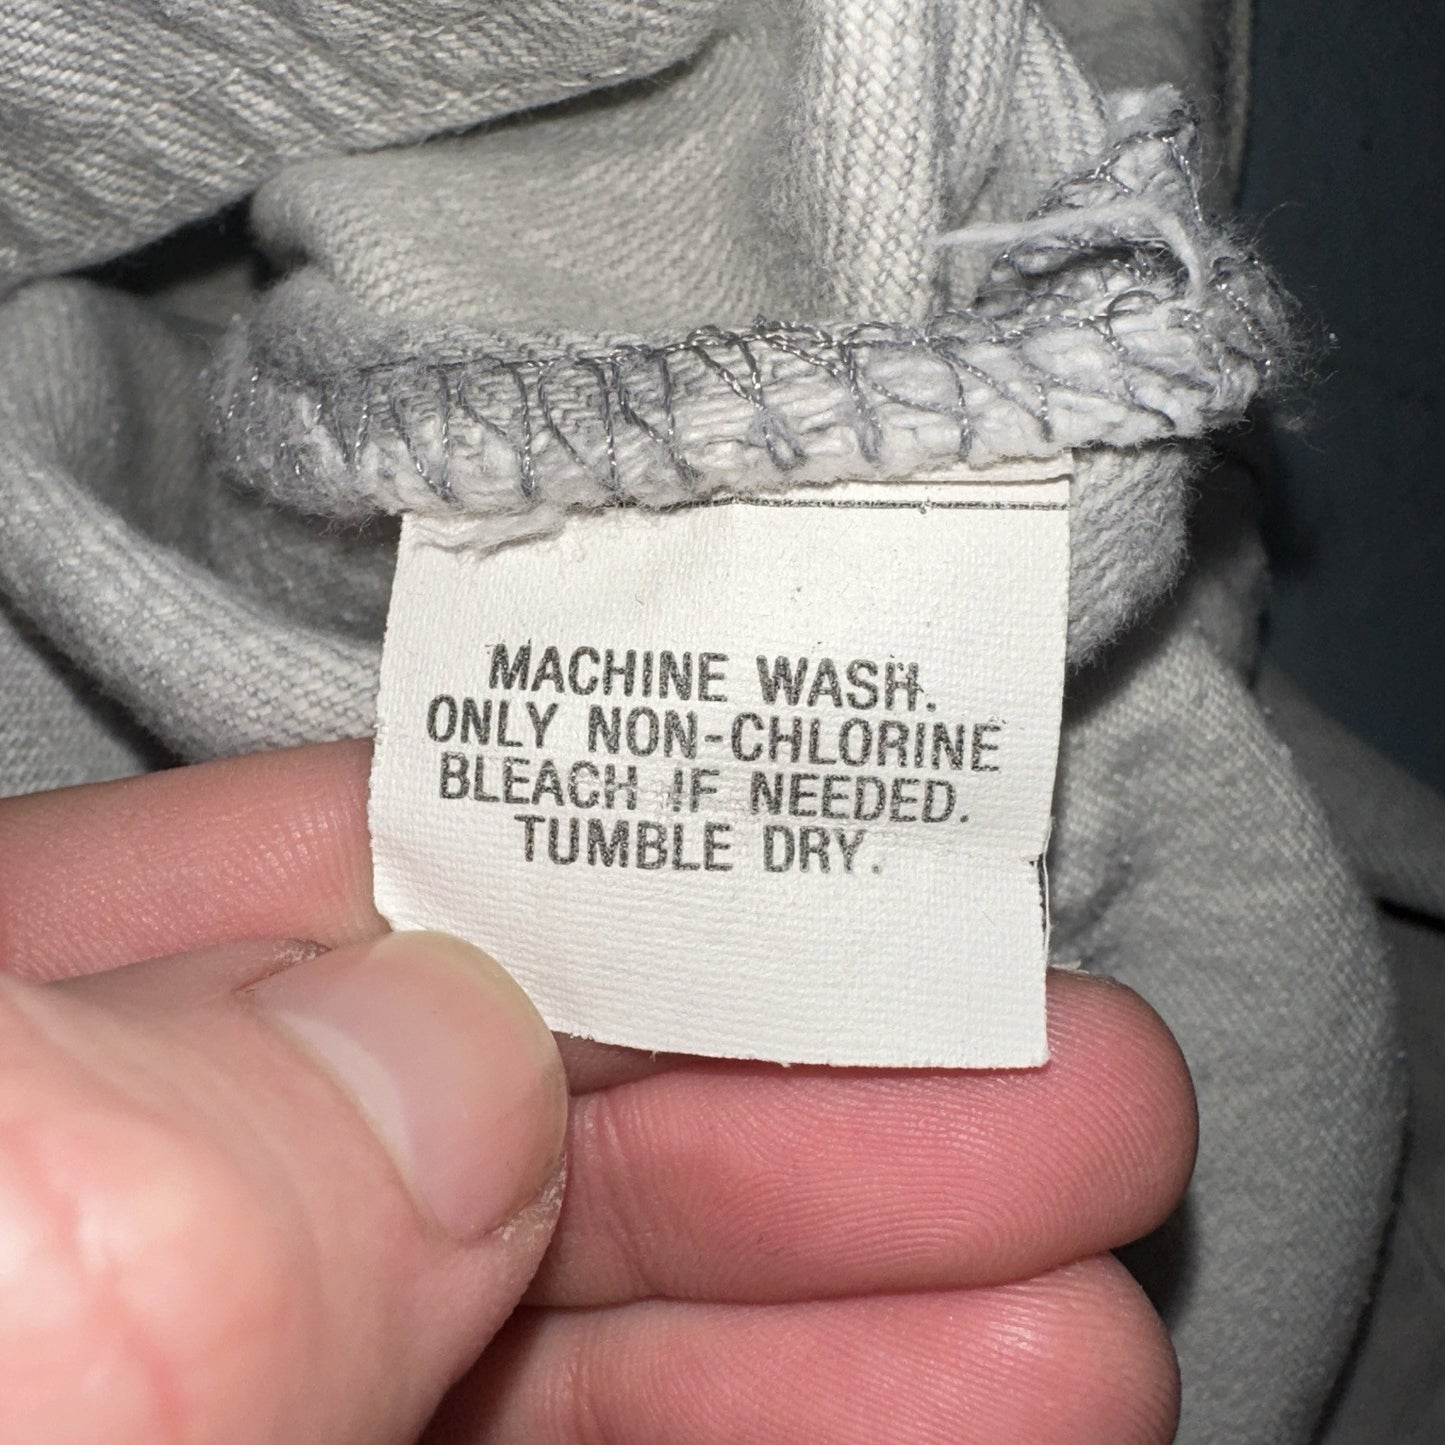 MACHINE WASH.
ONLY NON-CHLORINE
BLEACH IF NEEDED.
TUMBLE DRY.